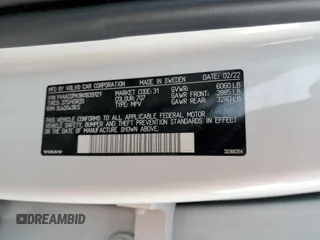 MFD. BY VOLVO CAR CORPORATION MADE IN SWEDEN 02/22
MARKET CODE: 31 GVWR: 6060 LB
COLOUR: 707 GAWR FRONT: 2885 LB
TYPE: MPV GAWR REAR: 3280 LB
THIS VEHICLE CONFORMS TO ALL APPLICABLE FEDERAL MOTOR
VEHICLE SAFETY, BUMPER AND THEFT PREVENTION STANDARDS
IN EFFECT ON THE DATE OF MANUFACTURE SHOWN ABOVE
VOLVO
DREAMBID